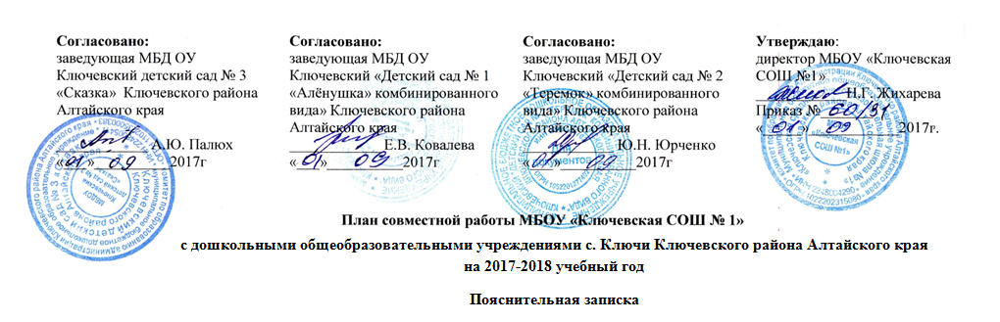 Согласовано:
заведующая МБД ОУ
Ключевский детский сад № 3
«Сказка» Ключевского района
Алтайского края
А.Ю. Палюх
«01» 09 2017г
Согласовано:
заведующая МБД ОУ
Ключевский «Детский сад № 1
«Алёнушка» комбинированного
вида» Ключевского района
Алтайского края
Е.В. Ковалева
«01» 09 2017г
Согласовано:
заведующая МБД ОУ
Ключевский «Детский сад № 2
«Теремок» комбинированного
вида» Ключевского района
Алтайского края
Ю.Н. Юрченко
«01» 09 2017г
Утверждаю:
директор МБОУ «Ключевская
СОШ №1»
Н.Г. Жихарева
Приказ № 60/31
«01» 09 2017г.
План совместной работы МБОУ «Ключевская СОШ № 1»
с дошкольными общеобразовательными учреждениями с. Ключи Ключевского района Алтайского края
на 2017-2018 учебный год
Пояснительная записка